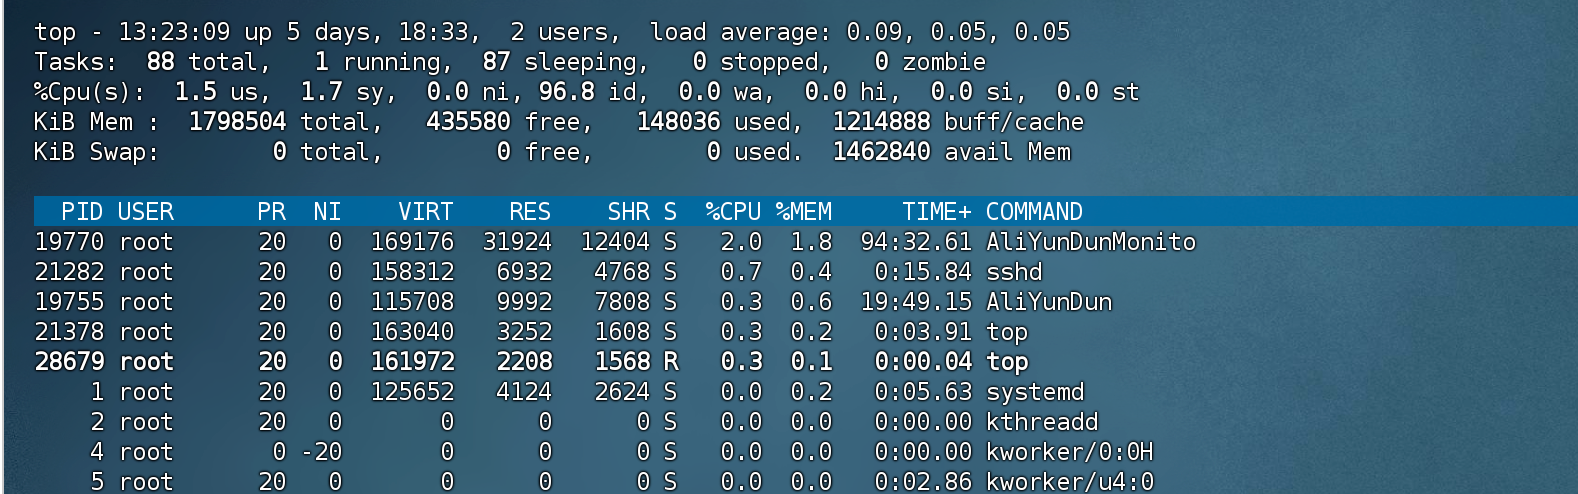 top - 13:23:09 up 5 days, 18:33,  2 users,  load average: 0.09, 0.05, 0.05
Tasks:  88 total,   1 running,  87 sleeping,   0 stopped,   0 zombie
%Cpu(s):  1.5 us,  1.7 sy,  0.0 ni, 96.8 id,  0.0 wa,  0.0 hi,  0.0 si,  0.0 st
KiB Mem :  1798504 total,   435580 free,   148036 used,  1214888 buff/cache
KiB Swap:        0 total,        0 free,        0 used.  1462840 avail Mem
  PID USER      PR  NI    VIRT    RES    SHR S  %CPU %MEM     TIME+ COMMAND
19770 root      20   0  169176  31924  12404 S   2.0  1.8  94:32.61 AliYunDunMonito
21282 root      20   0  158312   6932   4768 S   0.7  0.4   0:15.84 sshd
19755 root      20   0  115708   9992   7808 S   0.3  0.6  19:49.15 AliYunDun
21378 root      20   0  163040   3252   1608 S   0.3  0.2   0:03.91 top
28679 root      20   0  161972   2208   1568 R   0.3  0.1   0:00.04 top
    1 root      20   0  125652   4124   2624 S   0.0  0.2   0:05.63 systemd
    2 root      20   0       0      0      0 S   0.0  0.0   0:00.00 kthreadd
    4 root       0 -20       0      0      0 S   0.0  0.0   0:00.00 kworker/0:0H
    5 root      20   0       0      0      0 S   0.0  0.0   0:02.86 kworker/u4:0